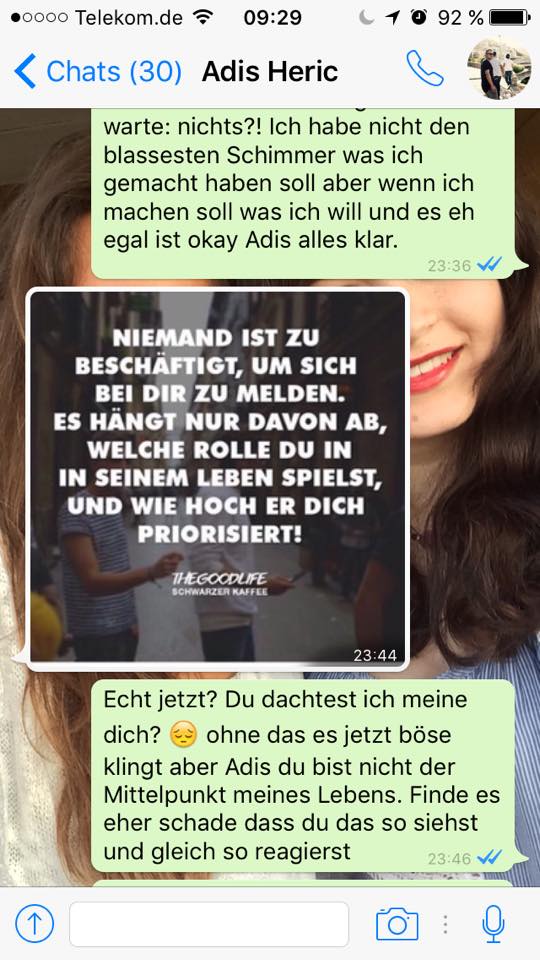 Telekom.de 09:29 92 %
Chats (30) Adis Heric
warte: nichts?! Ich habe nicht den
blassesten Schimmer was ich
gemacht haben soll aber wenn ich
machen soll was ich will und es eh
egal ist okay Adis alles klar.
23:36
NIEMAND IST ZU
BESCHÄFTIGT, UM SICH
BEI DIR ZU MELDEN.
ES HÄNGT NUR DAVON AB,
WELCHE ROLLE DU IN
IN SEINEM LEBEN SPIELST,
UND WIE HOCH ER DICH
PRIORISIERT!
THEGOODLIFE
SCHWARZER KAFFEE
23:44
Echt jetzt? Du dachtest ich meine
dich? 😔 ohne das es jetzt böse
klingt aber Adis du bist nicht der
Mittelpunkt meines Lebens. Finde es
eher schade dass du das so siehst
und gleich so reagierst
23:46